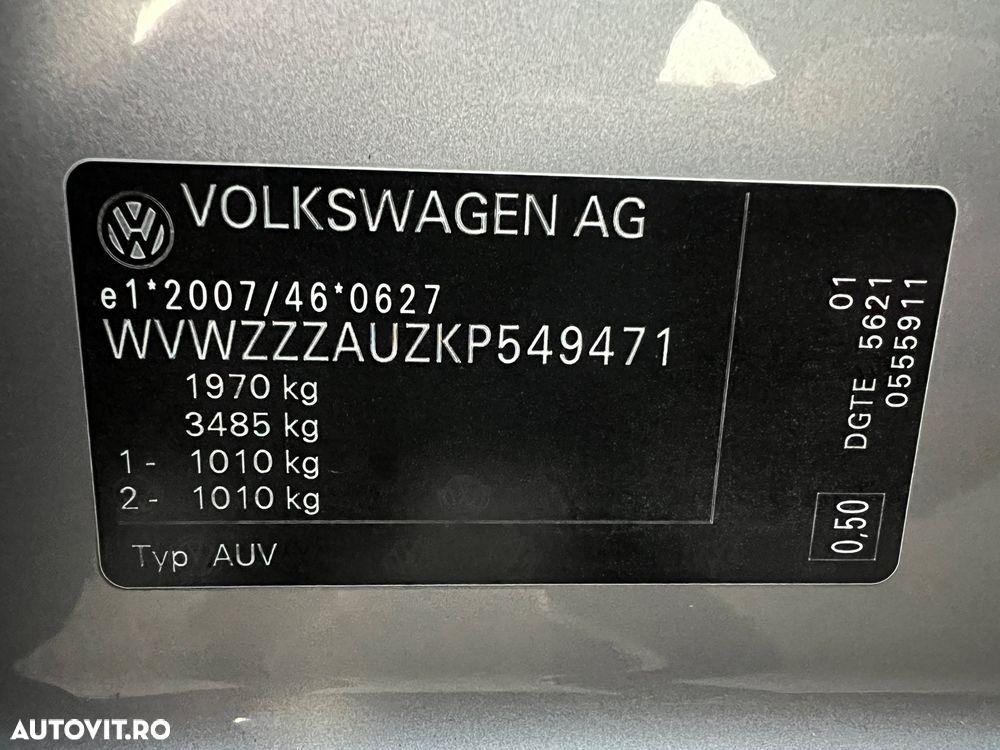 VOLKSWAGEN AG
e1*2007/46*0627
WVWZZZAUZKP549471
1970 kg
3485 kg
1- 1010 kg
2- 1010 kg
Typ AUV
01
DGTE 5621
0555911
0,50
AUTOVIT.RO